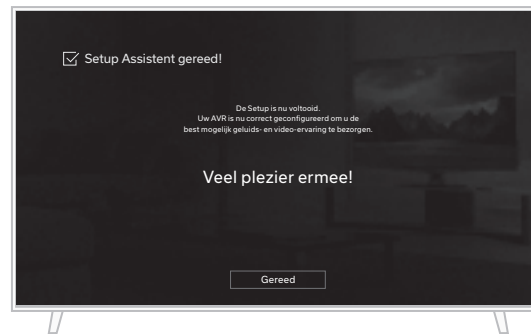 Setup Assistent gereed!
De Setup is nu voltooid.
Uw AVR is nu correct geconfigureerd om u de
best mogelijk geluids- en video-ervaring te bezorgen.
Veel plezier ermee!
Gereed